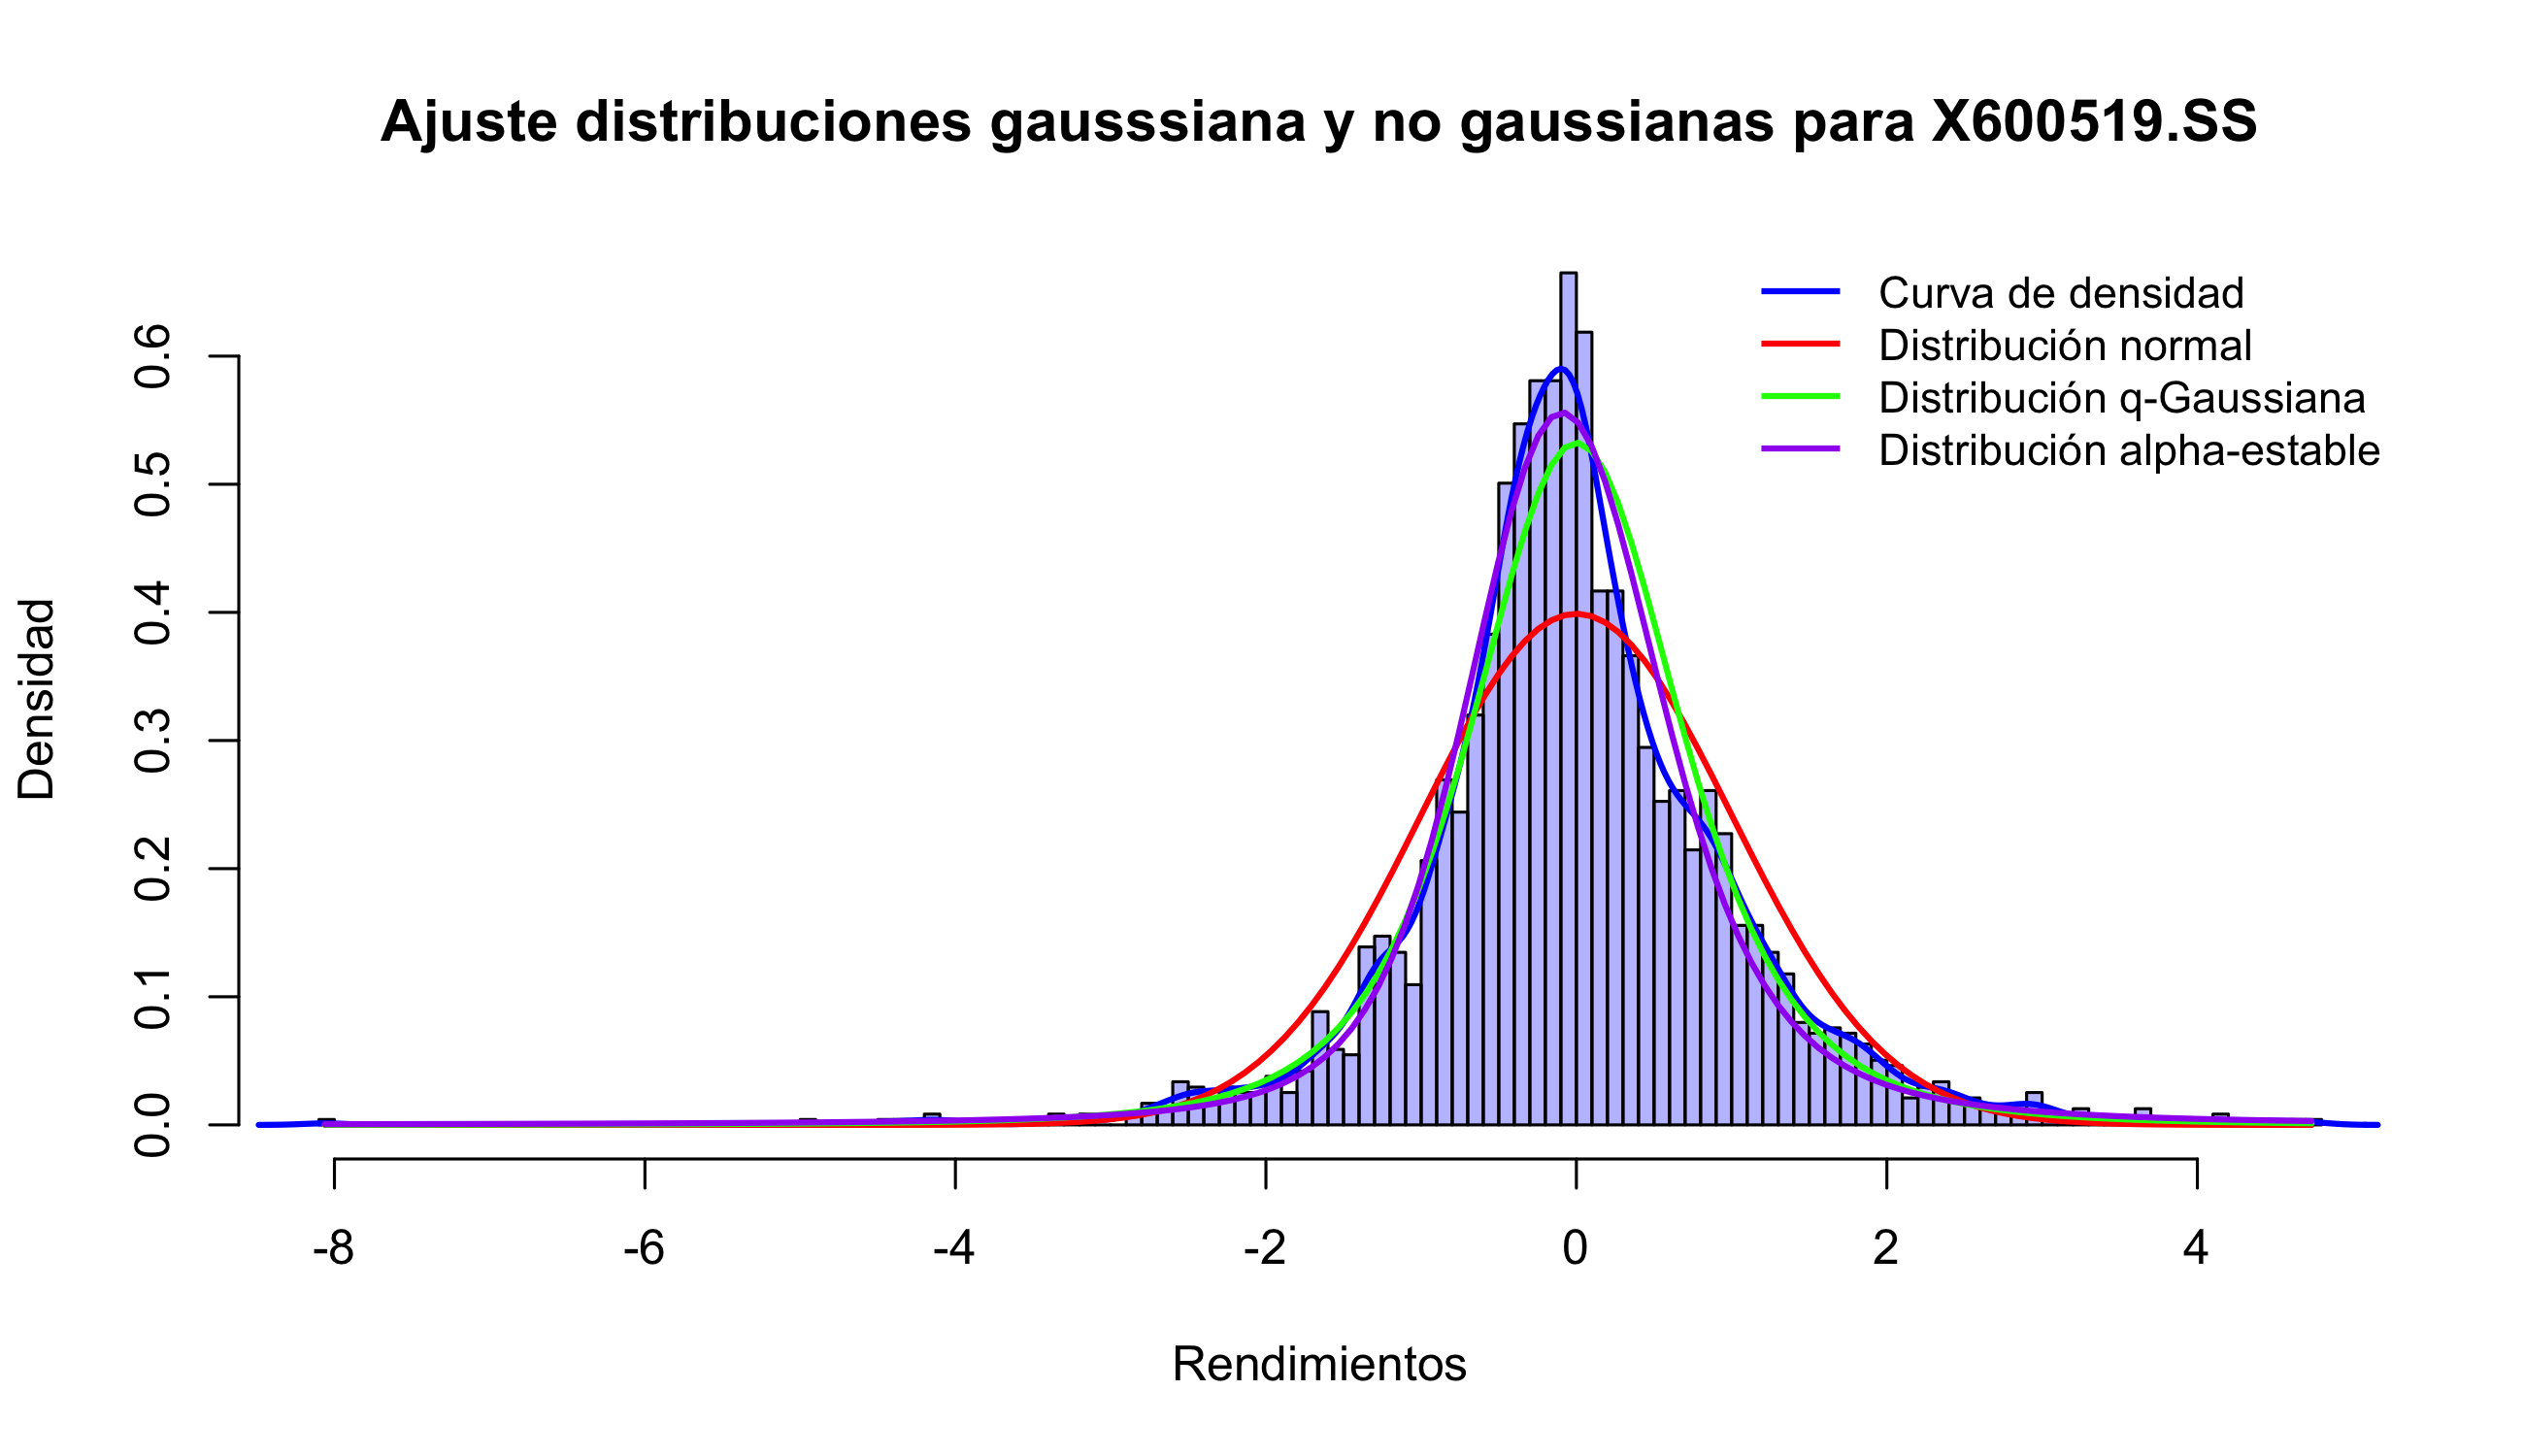 Ajuste distribuciones gausssiana y no gaussianas para X600519.SS
Curva de densidad
Distribución normal
Distribución q-Gaussiana
Distribución alpha-estable
Densidad
0.6
0.5
0.4
0.3
0.2
0.1
0.0
-8 -6 -4 -2 0 2 4
Rendimientos